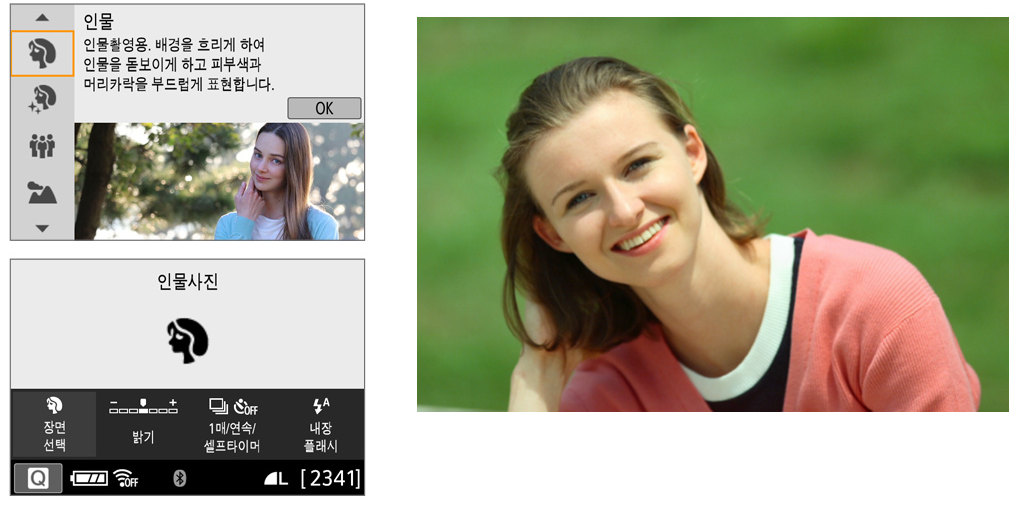 인물
인물촬영용. 배경을 흐리게 하여
인물을 돋보이게 하고 피부색과
머리카락을 부드럽게 표현합니다.
OK
인물사진
- +
OFF
A
장면
선택
밝기
1매/연속/
셀프타이머
내장
플래시
Q
OFF
L [2341]